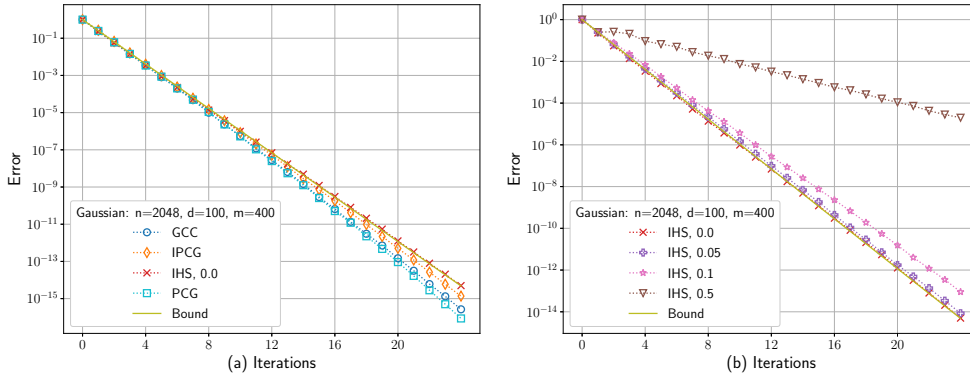 10⁻¹
10⁻³
10⁻⁵
10⁻⁷
10⁻⁹
10⁻¹¹
10⁻¹³
10⁻¹⁵
Error
Gaussian: n=2048, d=100, m=400
GCC
IPCG
IHS, 0.0
PCG
Bound
0 4 8 12 16 20
(a) Iterations
10⁰
10⁻²
10⁻⁴
10⁻⁶
10⁻⁸
10⁻¹⁰
10⁻¹²
10⁻¹⁴
Error
Gaussian: n=2048, d=100, m=400
IHS, 0.0
IHS, 0.05
IHS, 0.1
IHS, 0.5
Bound
0 4 8 12 16 20
(b) Iterations